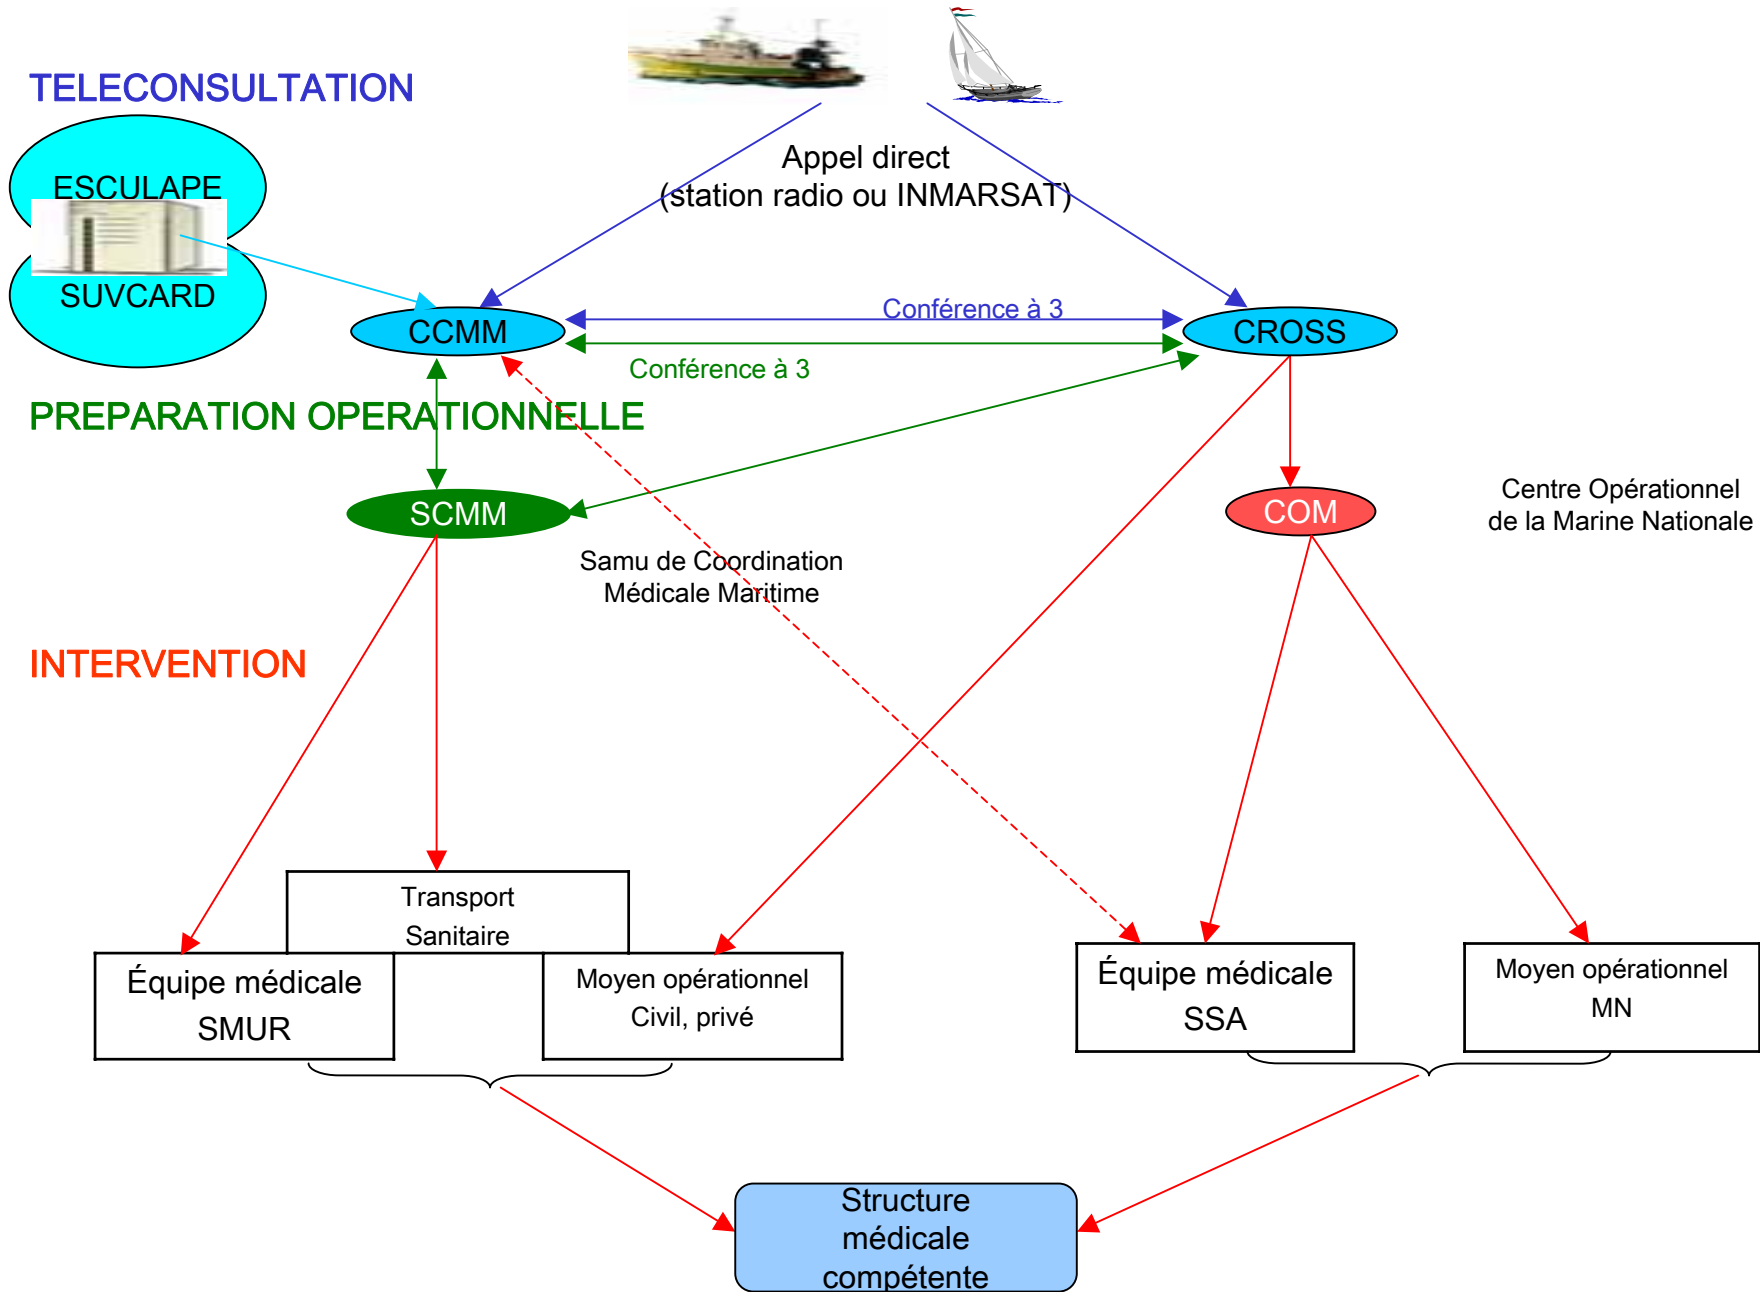 TELECONSULTATION
Appel direct
(station radio ou INMARSAT)
ESCULAPE
SUVCARD
Conférence à 3
CCMM
CROSS
Conférence à 3
PREPARATION OPERATIONNELLE
SCMM
COM
Centre Opérationnel
de la Marine Nationale
Samu de Coordination
Médicale Maritime
INTERVENTION
Transport
Sanitaire
Équipe médicale
SMUR
Moyen opérationnel
Civil, privé
Équipe médicale
SSA
Moyen opérationnel
MN
Structure
médicale
compétente